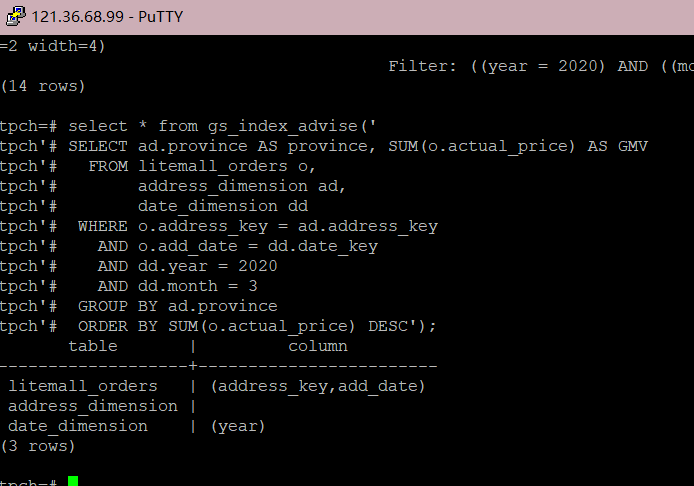 121.36.68.99 - PuTTY
=2 width=4)
Filter: ((year = 2020) AND ((mo
(14 rows)
tpch=# select * from gs_index_advise('
tpch'# SELECT ad.province AS province, SUM(o.actual_price) AS GMV
tpch'#   FROM litemall_orders o,
tpch'#        address_dimension ad,
tpch'#        date_dimension dd
tpch'#  WHERE o.address_key = ad.address_key
tpch'#    AND o.add_date = dd.date_key
tpch'#    AND dd.year = 2020
tpch'#    AND dd.month = 3
tpch'#  GROUP BY ad.province
tpch'#  ORDER BY SUM(o.actual_price) DESC');
      table       |         column
-------------------+------------------------
 litemall_orders   | (address_key,add_date)
 address_dimension |
 date_dimension    | (year)
(3 rows)
tpch=#